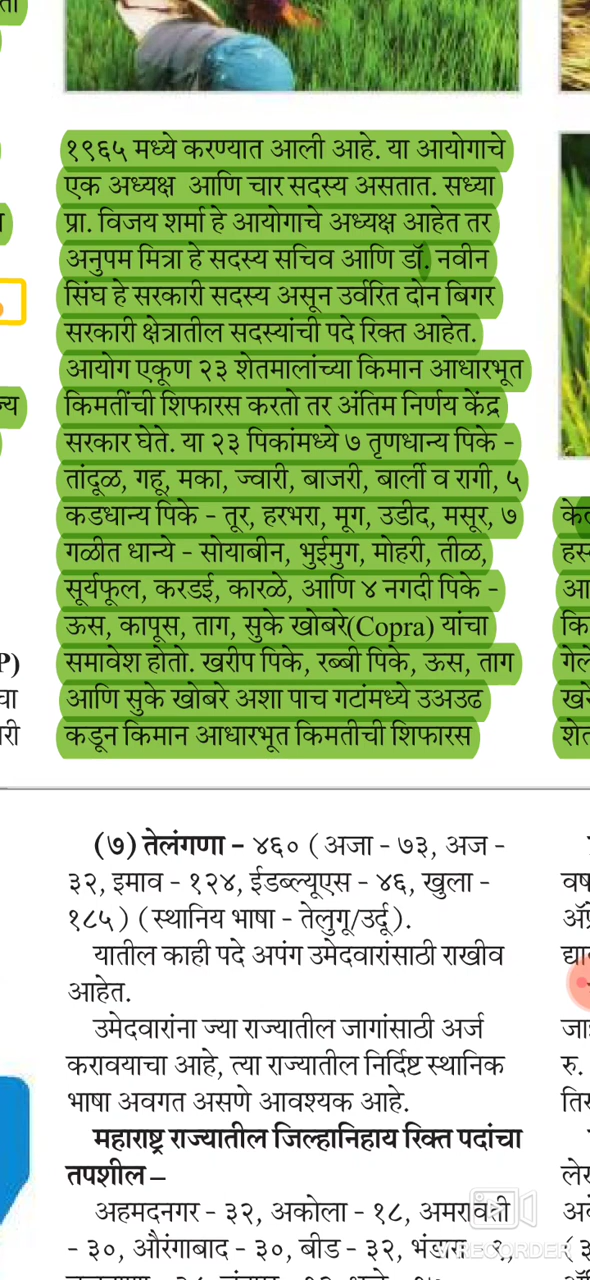 १९६५ मध्ये करण्यात आली आहे. या आयोगाचे
एक अध्यक्ष आणि चार सदस्य असतात. सध्या
प्रा. विजय शर्मा हे आयोगाचे अध्यक्ष आहेत तर
अनुपम मित्रा हे सदस्य सचिव आणि डॉ. नवीन
सिंघ हे सरकारी सदस्य असून उर्वरित दोन बिगर
सरकारी क्षेत्रातील सदस्यांची पदे रिक्त आहेत.
आयोग एकूण २३ शेतमालांच्या किमान आधारभूत
किमतींची शिफारस करतो तर अंतिम निर्णय केंद्र
सरकार घेते. या २३ पिकांमध्ये ७ तृणधान्य पिके -
तांदूळ, गहू, मका, ज्वारी, बाजरी, बार्ली व रागी, ५
कडधान्य पिके - तूर, हरभरा, मूग, उडीद, मसूर, ७
गळीत धान्ये - सोयाबीन, भुईमुग, मोहरी, तीळ,
सूर्यफूल, करडई, कारळे, आणि ४ नगदी पिके -
ऊस, कापूस, ताग, सुके खोबरे(Copra) यांचा
समावेश होतो. खरीप पिके, रब्बी पिके, ऊस, ताग
आणि सुके खोबरे अशा पाच गटांमध्ये उअउढ
कडून किमान आधारभूत किमतीची शिफारस
(७) तेलंगणा – ४६० ( अजा - ७३, अज -
३२, इमाव - १२४, ईडब्ल्यूएस - ४६, खुला -
१८५ ) ( स्थानिय भाषा - तेलुगू/उर्दू ).
यातील काही पदे अपंग उमेदवारांसाठी राखीव
आहेत.
उमेदवारांना ज्या राज्यातील जागांसाठी अर्ज
करावयाचा आहे, त्या राज्यातील निर्दिष्ट स्थानिक
भाषा अवगत असणे आवश्यक आहे.
महाराष्ट्र राज्यातील जिल्हानिहाय रिक्त पदांचा
तपशील –
अहमदनगर - ३२, अकोला - १८, अमरावती
- ३०, औरंगाबाद - ३०, बीड - ३२, भंडारा
RECORDER